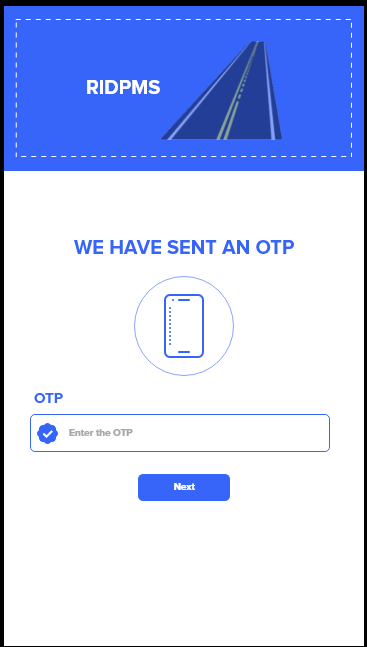 RIDPMS
WE HAVE SENT AN OTP
OTP
Enter the OTP
Next